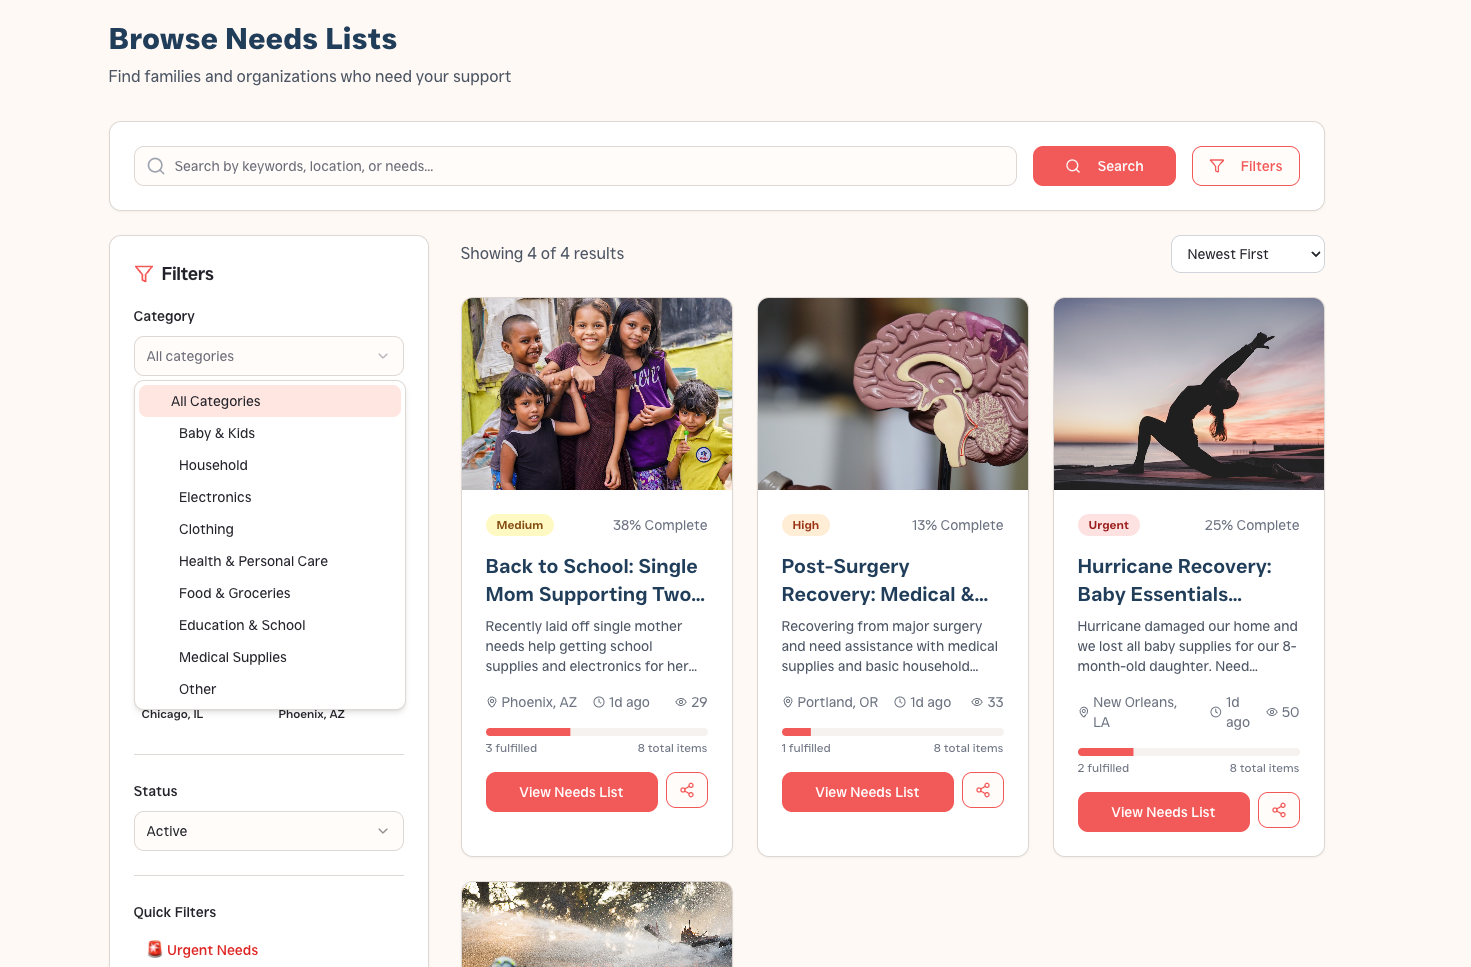 Browse Needs Lists
Find families and organizations who need your support
Search by keywords, location, or needs...
Search
Filters
Filters
Category
All categories
All Categories
Baby & Kids
Household
Electronics
Clothing
Health & Personal Care
Food & Groceries
Education & School
Medical Supplies
Other
Chicago, IL
Phoenix, AZ
Status
Active
Quick Filters
Urgent Needs
Showing 4 of 4 results
Newest First
Medium
38% Complete
Back to School: Single
Mom Supporting Two...
Recently laid off single mother
needs help getting school
supplies and electronics for her...
Phoenix, AZ
1d ago
29
3 fulfilled
8 total items
View Needs List
High
13% Complete
Post-Surgery
Recovery: Medical &...
Recovering from major surgery
and need assistance with medical
supplies and basic household...
Portland, OR
1d ago
33
1 fulfilled
8 total items
View Needs List
Urgent
25% Complete
Hurricane Recovery:
Baby Essentials...
Hurricane damaged our home and
we lost all baby supplies for our 8-
month-old daughter. Need...
New Orleans,
LA
1d
ago
50
2 fulfilled
8 total items
View Needs List